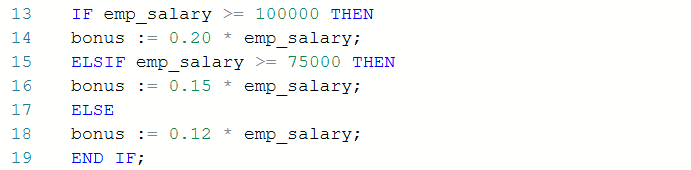 13 IF emp_salary >= 100000 THEN
14 bonus := 0.20 * emp_salary;
15 ELSIF emp_salary >= 75000 THEN
16 bonus := 0.15 * emp_salary;
17 ELSE
18 bonus := 0.12 * emp_salary;
19 END IF;